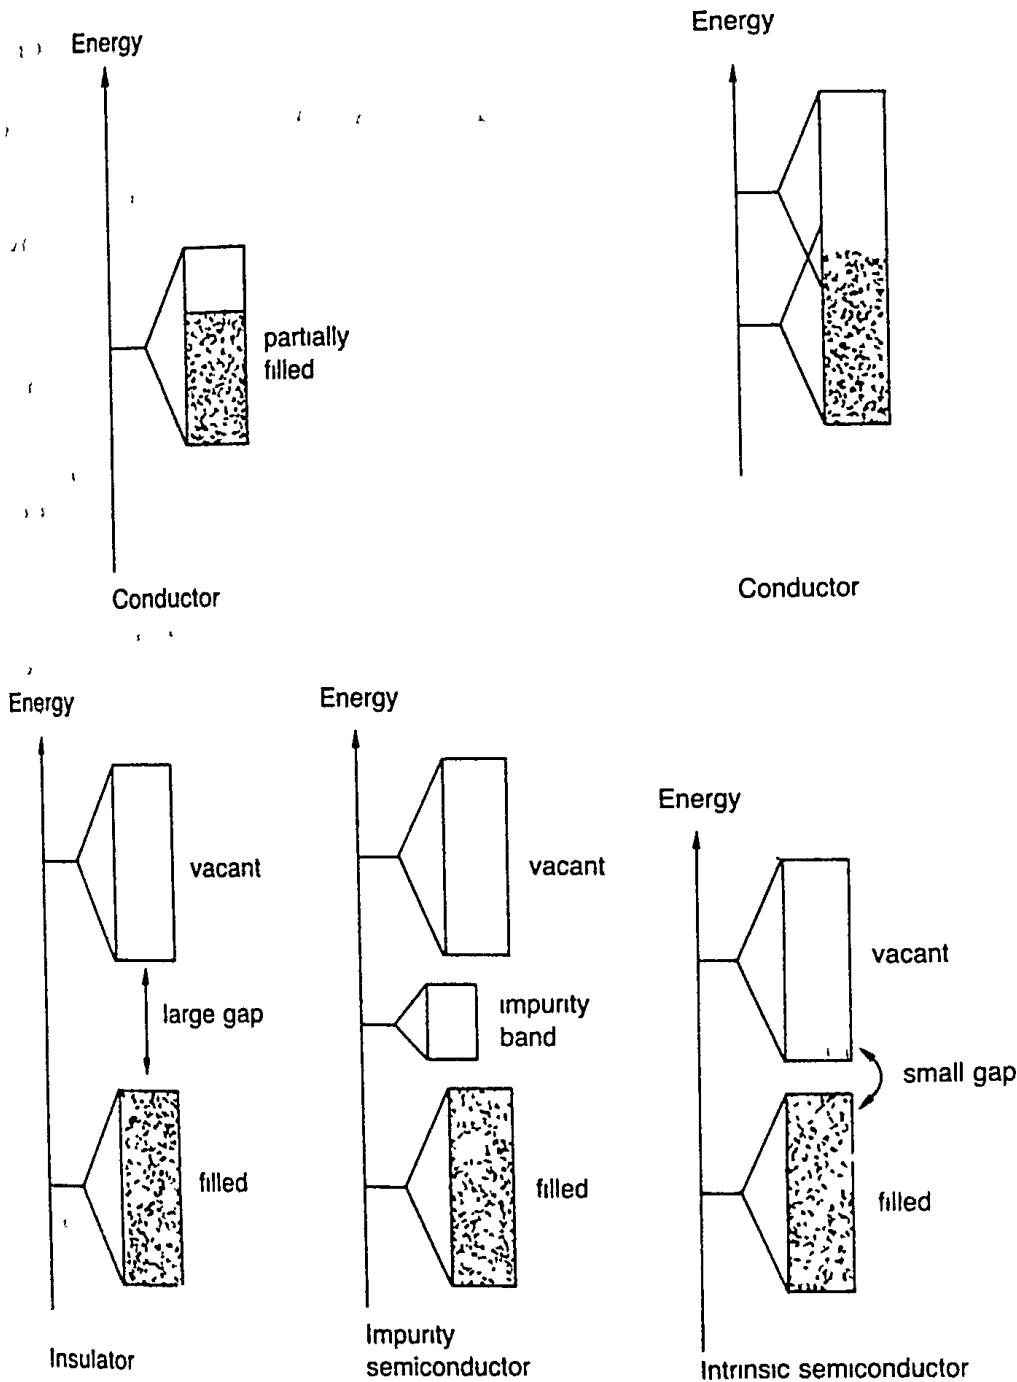 Energy
Energy
partially
filled
Conductor
Conductor
Energy
vacant
large gap
filled
Insulator
Energy
vacant
impurity
band
filled
Impurity
semiconductor
Energy
vacant
small gap
filled
Intrinsic semiconductor